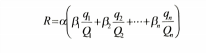 R=α(β₁ q₁/Q₁ + β₂ q₂/Q₂ + ⋯ + βₙ qₙ/Qₙ)